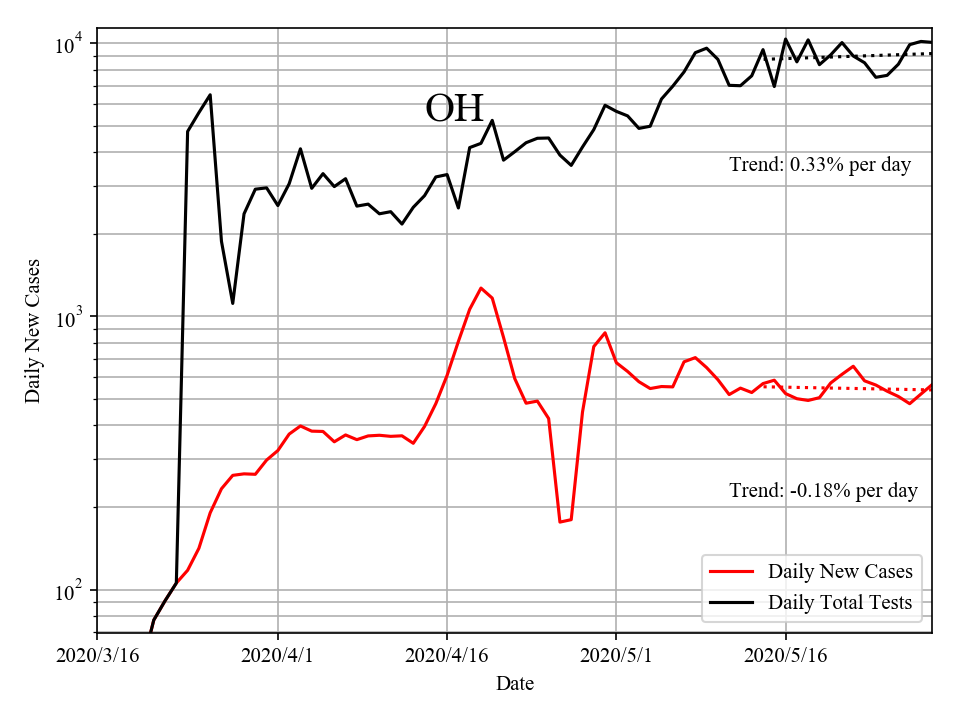 10^4
OH
Trend: 0.33% per day
10^3
Daily New Cases
Trend: -0.18% per day
10^2
Daily New Cases
Daily Total Tests
2020/3/16 2020/4/1 2020/4/16 2020/5/1 2020/5/16
Date